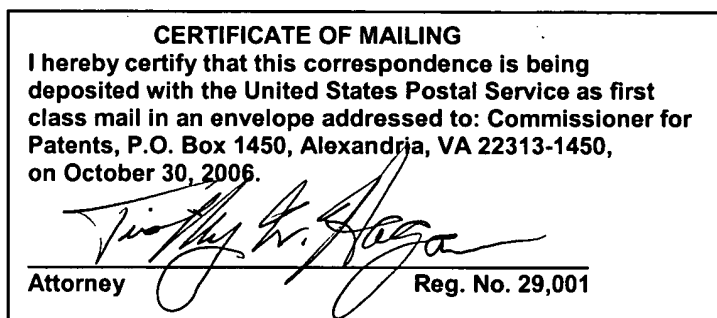 CERTIFICATE OF MAILING
I hereby certify that this correspondence is being
deposited with the United States Postal Service as first
class mail in an envelope addressed to: Commissioner for
Patents, P.O. Box 1450, Alexandria, VA 22313-1450,
on October 30, 2006.
Attorney Reg. No. 29,001